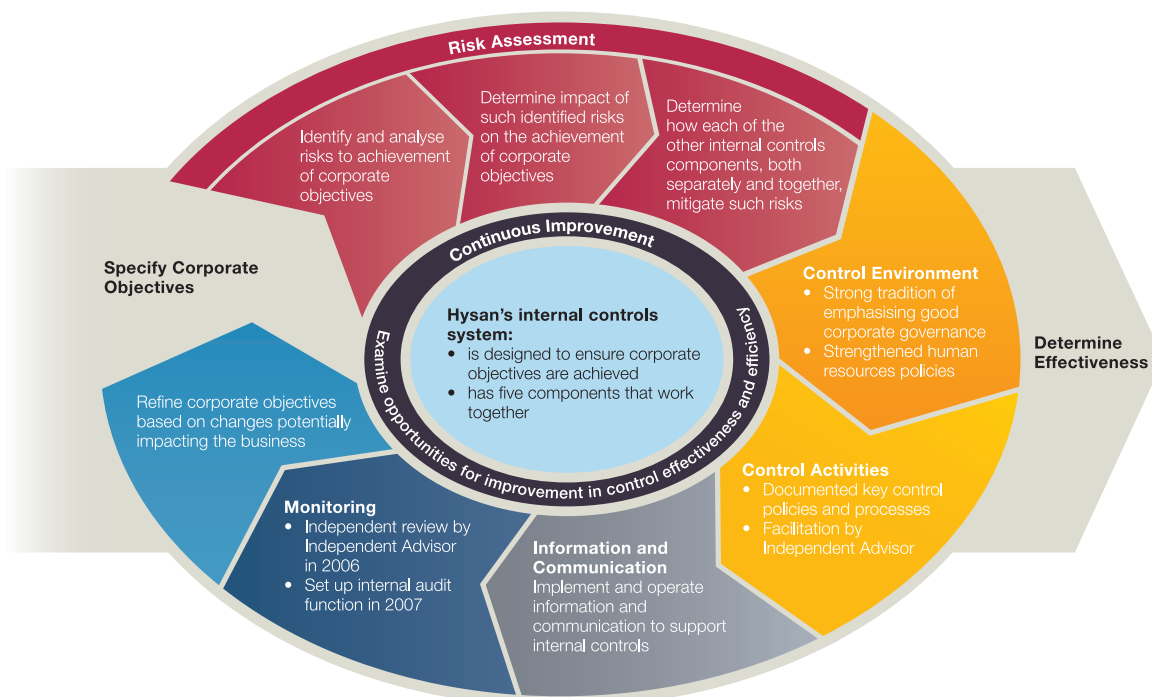 Risk Assessment
Identify and analyse
risks to achievement
of corporate
objectives
Determine impact of
such identified risks
on the achievement
of corporate
objectives
Determine
how each of the
other internal controls
components, both
separately and together,
mitigate such risks
Specify Corporate
Objectives
Continuous Improvement
Examine opportunities for improvement in control effectiveness and efficiency
Hysan's internal controls
system:
• is designed to ensure corporate
objectives are achieved
• has five components that work
together
Control Environment
• Strong tradition of
emphasising good
corporate governance
• Strengthened human
resources policies
Determine
Effectiveness
Control Activities
• Documented key control
policies and processes
• Facilitation by
Independent Advisor
Information and
Communication
Implement and operate
information and
communication to support
internal controls
Monitoring
• Independent review by
Independent Advisor
in 2006
• Set up internal audit
function in 2007
Refine corporate objectives
based on changes potentially
impacting the business